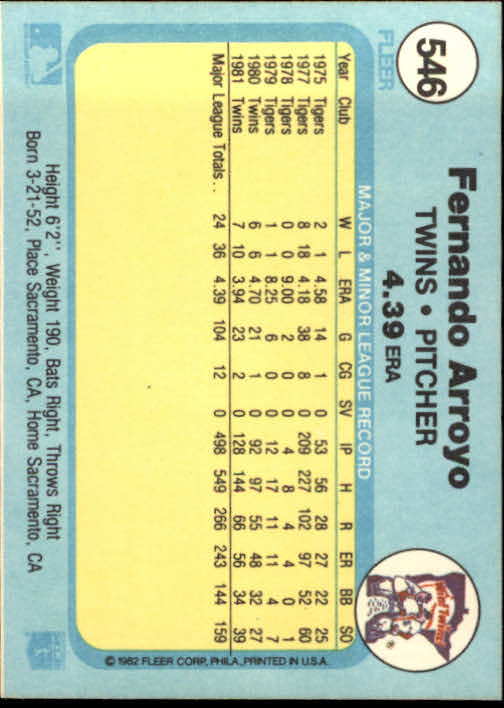 546
FLEER
Fernando Arroyo
TWINS • PITCHER
4.39 ERA
Win! Twins!
MAJOR & MINOR LEAGUE RECORD
Year Club W L ERA G CG SV IP H R ER BB SO
1975 Tigers 2 1 4.58 14 1 0 53 56 28 27 22 25
1977 Tigers 8 18 4.18 38 8 0 209 227 102 97 52 60
1978 Tigers 0 0 9.00 2 0 0 4 8 4 4 0 1
1979 Tigers 1 1 8.25 6 0 0 12 17 11 11 4 7
1980 Twins 6 6 4.70 21 1 0 92 97 55 48 32 27
1981 Twins 7 10 3.94 23 2 0 128 144 66 56 34 39
Major League Totals . . 24 36 4.39 104 12 0 498 549 266 243 144 159
© 1982 FLEER CORP. PHILA., PRINTED IN U.S.A.
Height 6'2", Weight 190, Bats Right, Throws Right
Born 3-21-52, Place Sacramento, CA, Home Sacramento, CA